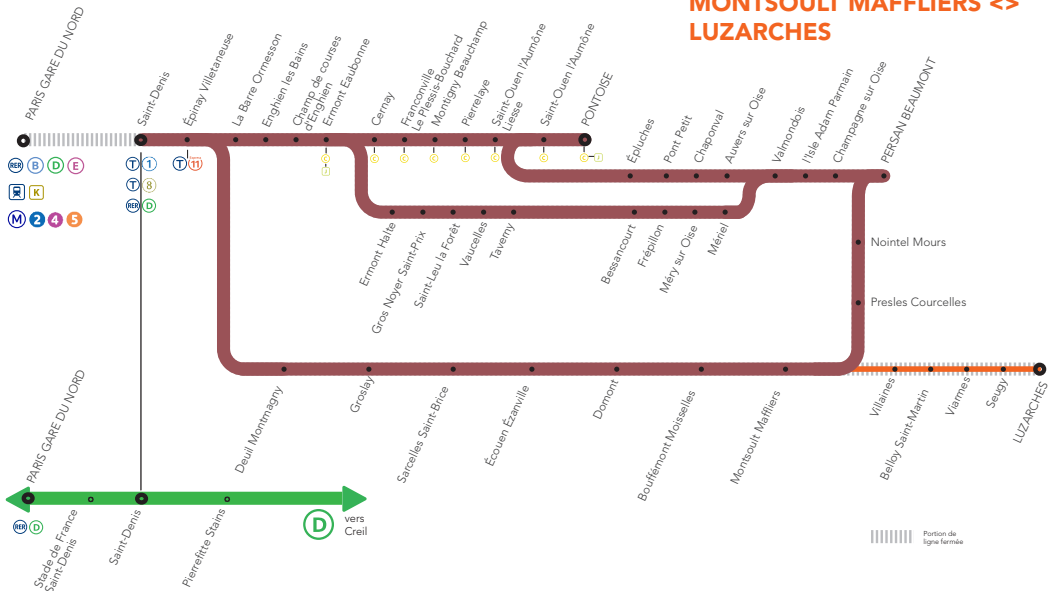 MONTSOULT MAFFLIERS <>
LUZARCHES
PARIS GARE DU NORD
Saint-Denis
Épinay Villetaneuse
La Barre Ormesson
Enghien les Bains
Champ de courses
d'Enghien
Ermont Eaubonne
Cernay
Franconville
Le Plessis-Bouchard
Montigny Beauchamp
Pierrelaye
Saint-Ouen l'Aumône
Liesse
Saint-Ouen l'Aumône
PONTOISE
Épluches
Pont Petit
Chaponval
Auvers sur Oise
Valmondois
l'Isle Adam Parmain
Champagne sur Oise
PERSAN BEAUMONT
RER B D E
K
M 2 4 5
T 1
T 8
RER D
T 11
C
J
C
C
C
C
C
C
C J
Ermont Halte
Gros Noyer Saint-Prix
Saint-Leu la Forêt
Vaucelles
Taverny
Bessancourt
Frépillon
Méry sur Oise
Mériel
Nointel Mours
Presles Courcelles
Deuil Montmagny
Groslay
Sarcelles Saint-Brice
Écouen Ézanville
Domont
Bouffémont Moisselles
Montsoult Maffliers
Villaines
Belloy Saint-Martin
Viarmes
Seugy
LUZARCHES
PARIS GARE DU NORD
RER D
Stade de France
Saint-Denis
Saint-Denis
Pierrefitte Stains
D
vers
Creil
Portion de
ligne fermée